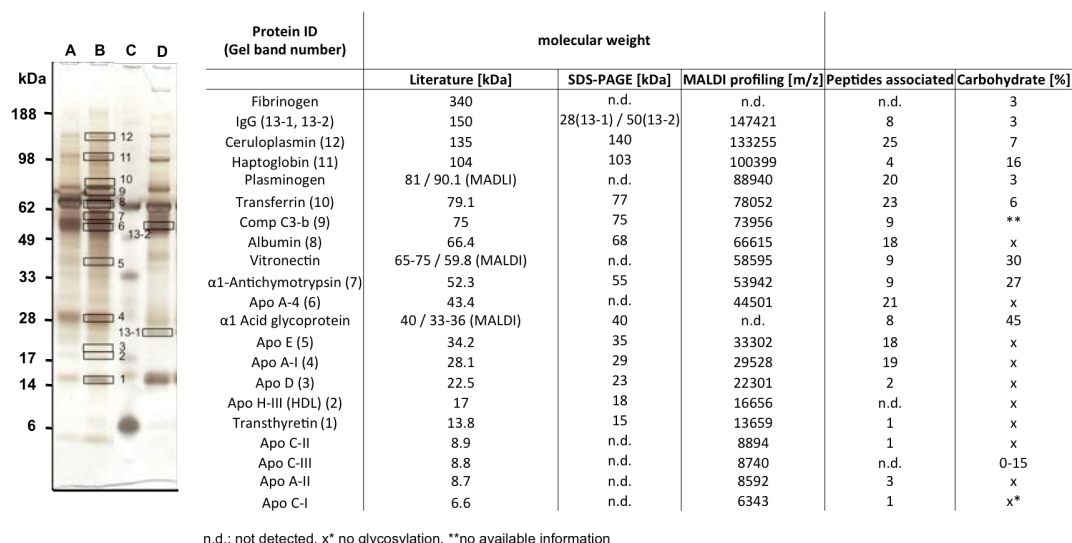 A B C D
kDa
188
98
62
49
33
28
17
14
6
12
11
10
9
8
7
6
13-2
5
4
13-1
3
2
1
Protein ID
(Gel band number)
molecular weight
Literature [kDa] SDS-PAGE [kDa] MALDI profiling [m/z] Peptides associated Carbohydrate [%]
Fibrinogen 340 n.d. n.d. n.d. 3
IgG (13-1, 13-2) 150 28(13-1) / 50(13-2) 147421 8 3
Ceruloplasmin (12) 135 140 133255 25 7
Haptoglobin (11) 104 103 100399 4 16
Plasminogen 81 / 90.1 (MADLI) n.d. 88940 20 3
Transferrin (10) 79.1 77 78052 23 6
Comp C3-b (9) 75 75 73956 9 **
Albumin (8) 66.4 68 66615 18 x
Vitronectin 65-75 / 59.8 (MALDI) n.d. 58595 9 30
α1-Antichymotrypsin (7) 52.3 55 53942 9 27
Apo A-4 (6) 43.4 n.d. 44501 21 x
α1 Acid glycoprotein 40 / 33-36 (MALDI) 40 n.d. 8 45
Apo E (5) 34.2 35 33302 18 x
Apo A-I (4) 28.1 29 29528 19 x
Apo D (3) 22.5 23 22301 2 x
Apo H-III (HDL) (2) 17 18 16656 n.d. x
Transthyretin (1) 13.8 15 13659 1 x
Apo C-II 8.9 n.d. 8894 1 x
Apo C-III 8.8 n.d. 8740 n.d. 0-15
Apo A-II 8.7 n.d. 8592 3 x
Apo C-I 6.6 n.d. 6343 1 x*
n.d.: not detected, x* no glycosylation, **no available information